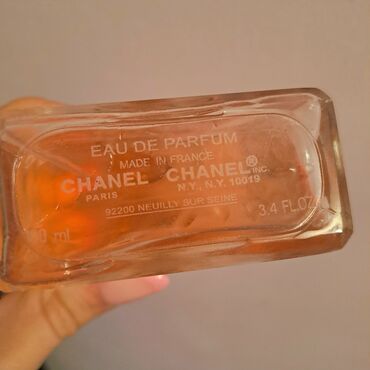 EAU DE PARFUM
MADE IN FRANCE
CHANEL CHANEL® INC.
PARIS N.Y., N.Y. 10019
92200 NEUILLY SUR SEINE
ml 3.4 FL.OZ